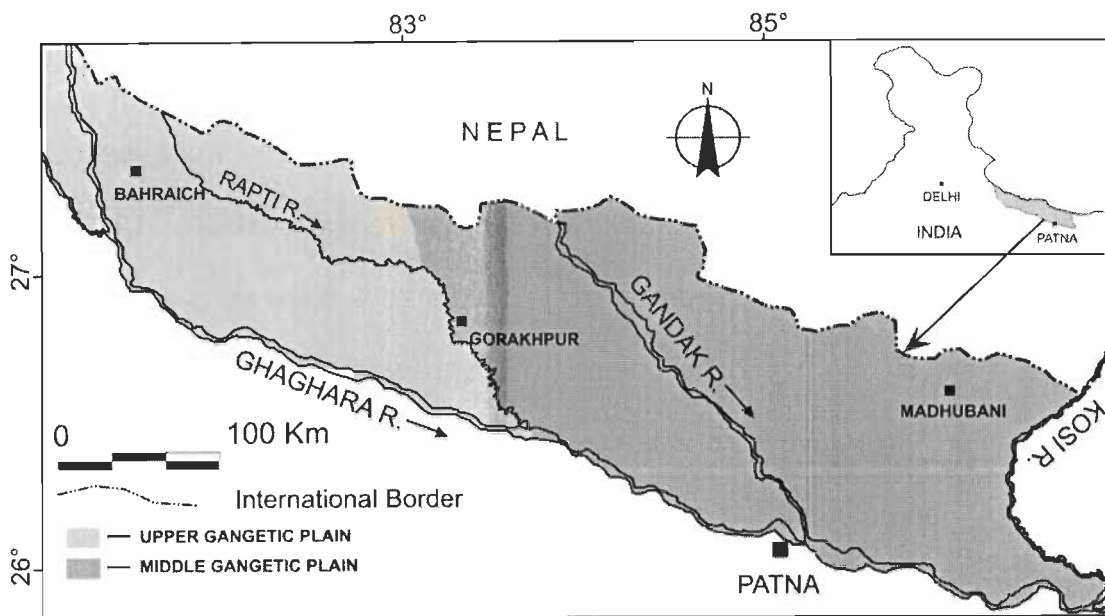 83°
85°
N
NEPAL
BAHRAICH
RAPTI R.
DELHI
INDIA
PATNA
27°
GORAKHPUR
GANDAK R.
GHAGHARA R.
MADHUBANI
KOSI R.
0 100 Km
International Border
UPPER GANGETIC PLAIN
MIDDLE GANGETIC PLAIN
26°
PATNA